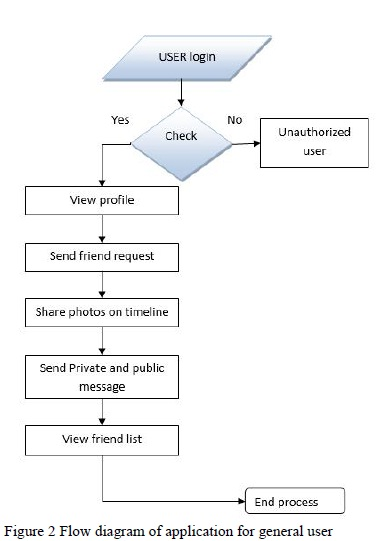 USER login
Yes
Check
No
Unauthorized
user
View profile
Send friend request
Share photos on timeline
Send Private and public
message
View friend list
End process
Figure 2 Flow diagram of application for general user